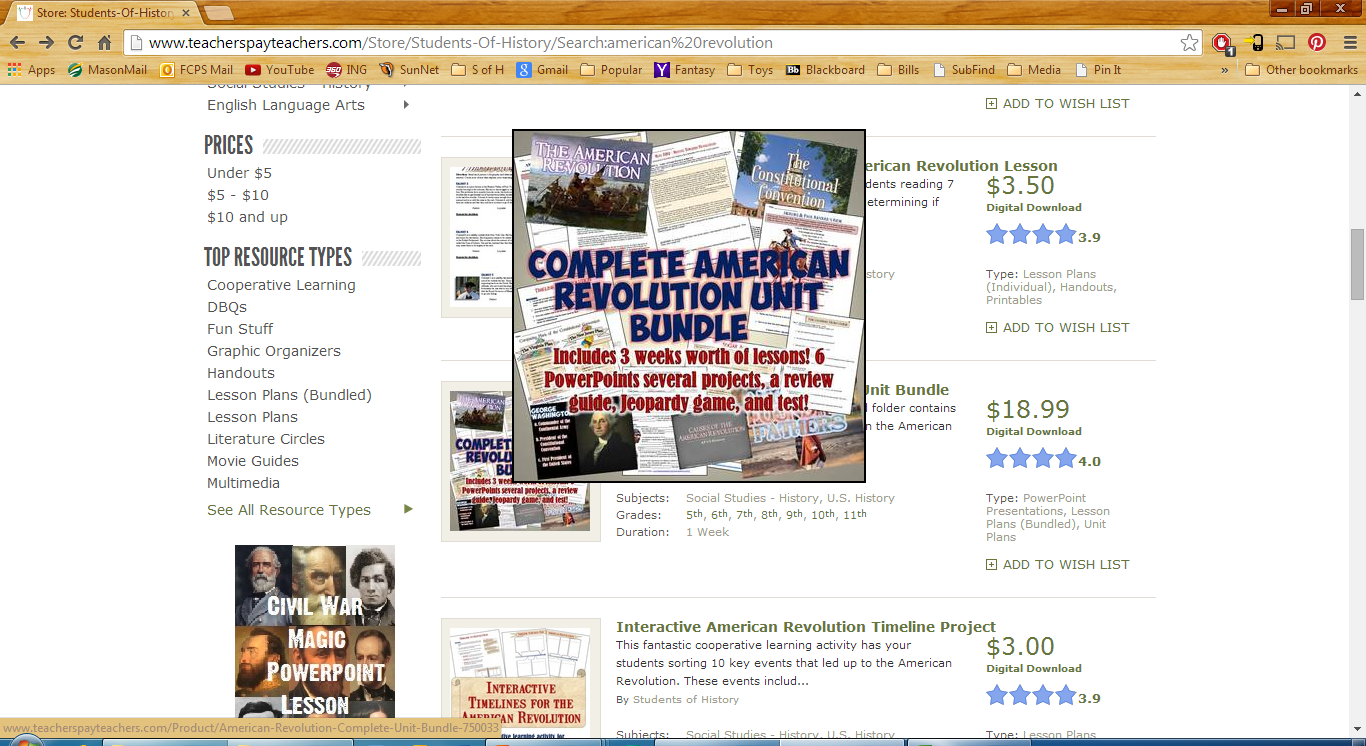 Store: Students-Of-History
www.teacherspayteachers.com/Store/Students-Of-History/Search:american%20revolution
1
Apps MasonMail FCPS Mail YouTube ING SunNet S of H Gmail Popular Fantasy Toys Blackboard Bills SubFind Media Pin It » Other bookmarks
Social Studies - History
English Language Arts
PRICES
Under $5
$5 - $10
$10 and up
TOP RESOURCE TYPES
Cooperative Learning
DBQs
Fun Stuff
Graphic Organizers
Handouts
Lesson Plans (Bundled)
Lesson Plans
Literature Circles
Movie Guides
Multimedia
See All Resource Types
CIVIL WAR
MAGIC
POWERPOINT
LESSON
ADD TO WISH LIST
erican Revolution Lesson
dents reading 7
etermining if
story
$3.50
Digital Download
3.9
Type: Lesson Plans
(Individual), Handouts,
Printables
ADD TO WISH LIST
THE AMERICAN
REVOLUTION
The
Constitutional
Convention
COMPLETE AMERICAN
REVOLUTION UNIT
BUNDLE
Includes 3 weeks worth of lessons! 6
PowerPoints several projects, a review
guide, Jeopardy game, and test!
GEORGE
WASHINGTON
CAUSES OF THE
AMERICAN REVOLUTION
FATHERS
Unit Bundle
l folder contains
n the American
Subjects: Social Studies - History, U.S. History
Grades: 5th, 6th, 7th, 8th, 9th, 10th, 11th
Duration: 1 Week
$18.99
Digital Download
4.0
Type: PowerPoint
Presentations, Lesson
Plans (Bundled), Unit
Plans
ADD TO WISH LIST
INTERACTIVE
TIMELINES FOR THE
AMERICAN REVOLUTION
Interactive American Revolution Timeline Project
This fantastic cooperative learning activity has your
students sorting 10 key events that led up to the American
Revolution. These events includ...
By Students of History
Subjects: Social Studies - History, U.S. History
$3.00
Digital Download
3.9
Type: Lesson Plans
www.teacherspayteachers.com/Product/American-Revolution-Complete-Unit-Bundle-750033